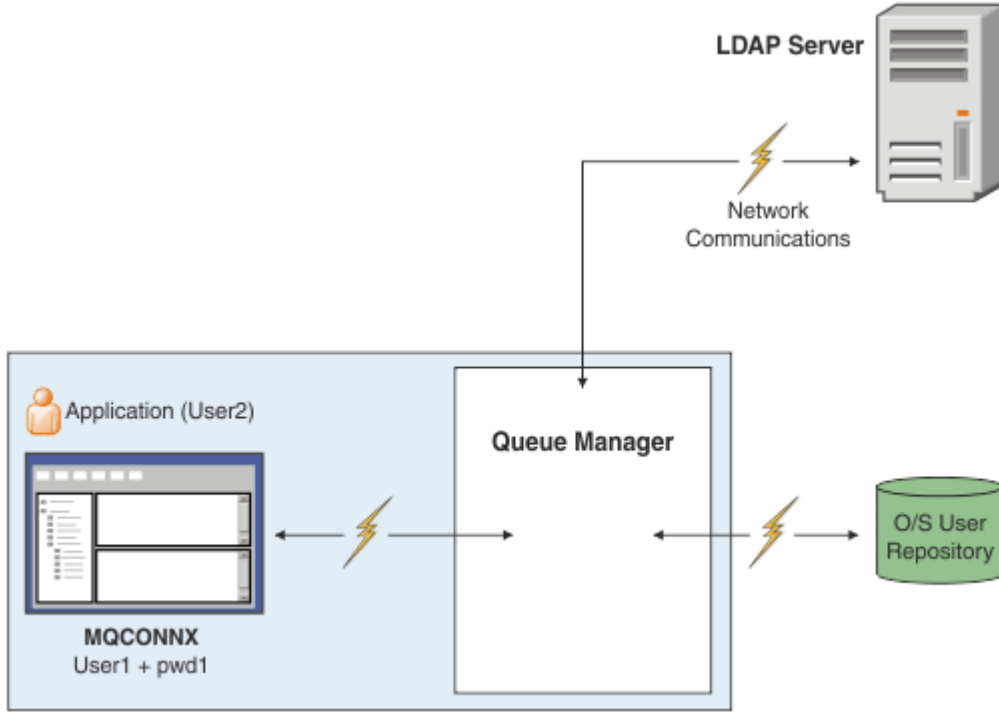 LDAP Server
Network
Communications
Application (User2)
Queue Manager
O/S User
Repository
MQCONNX
User1 + pwd1